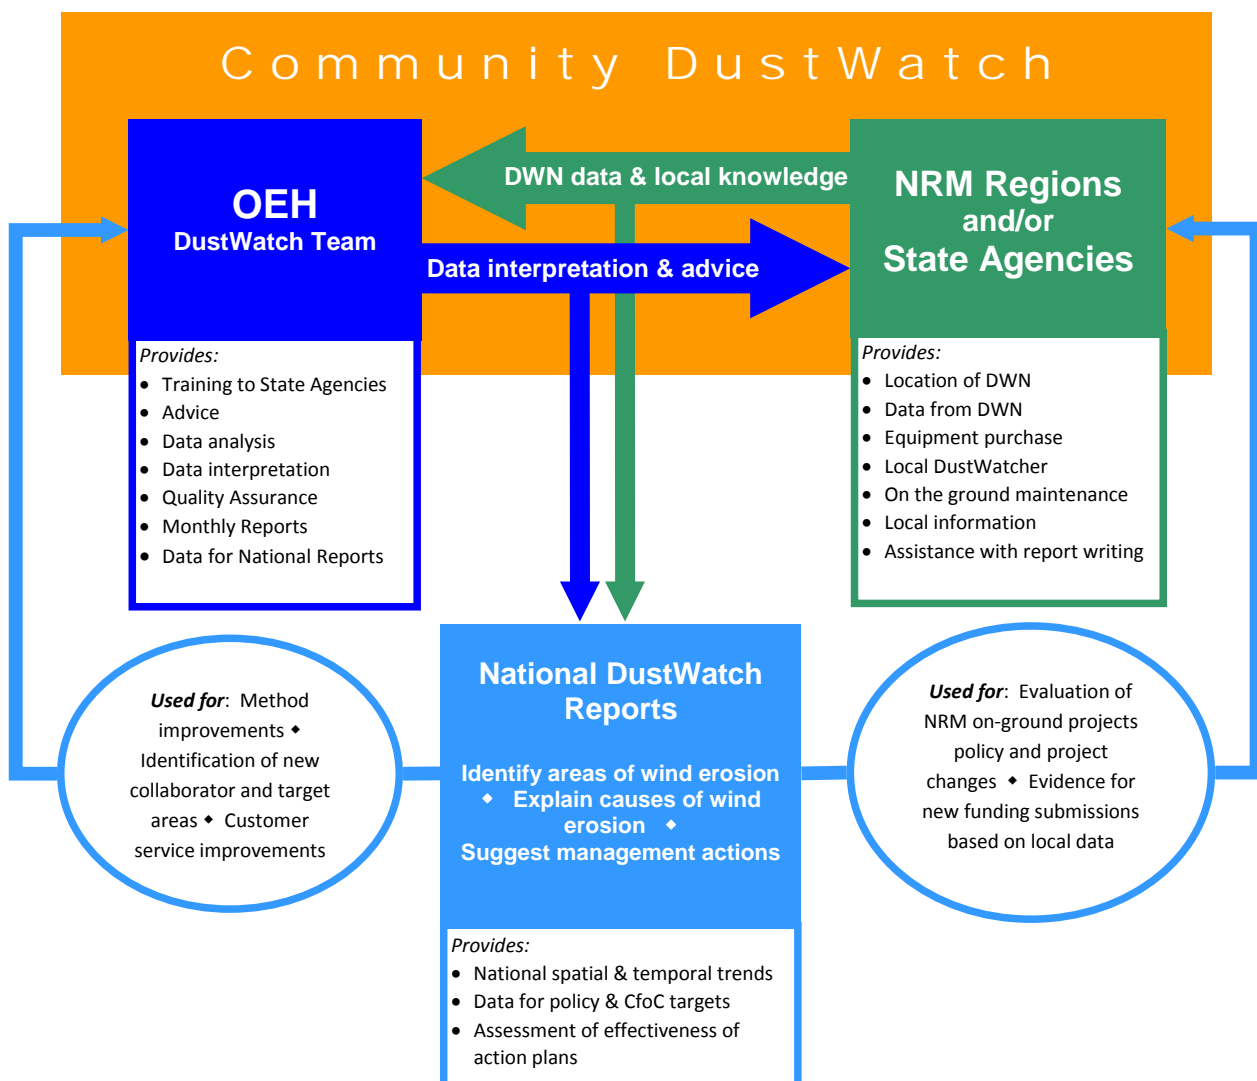 Community DustWatch
OEH
DustWatch Team
DWN data & local knowledge
Data interpretation & advice
NRM Regions
and/or
State Agencies
Provides:
• Training to State Agencies
• Advice
• Data analysis
• Data interpretation
• Quality Assurance
• Monthly Reports
• Data for National Reports
Provides:
• Location of DWN
• Data from DWN
• Equipment purchase
• Local DustWatcher
• On the ground maintenance
• Local information
• Assistance with report writing
Used for: Method
improvements ◆
Identification of new
collaborator and target
areas ◆ Customer
service improvements
National DustWatch
Reports
Identify areas of wind erosion
◆ Explain causes of wind
erosion ◆
Suggest management actions
Used for: Evaluation of
NRM on-ground projects
policy and project
changes ◆ Evidence for
new funding submissions
based on local data
Provides:
• National spatial & temporal trends
• Data for policy & CfoC targets
• Assessment of effectiveness of
action plans